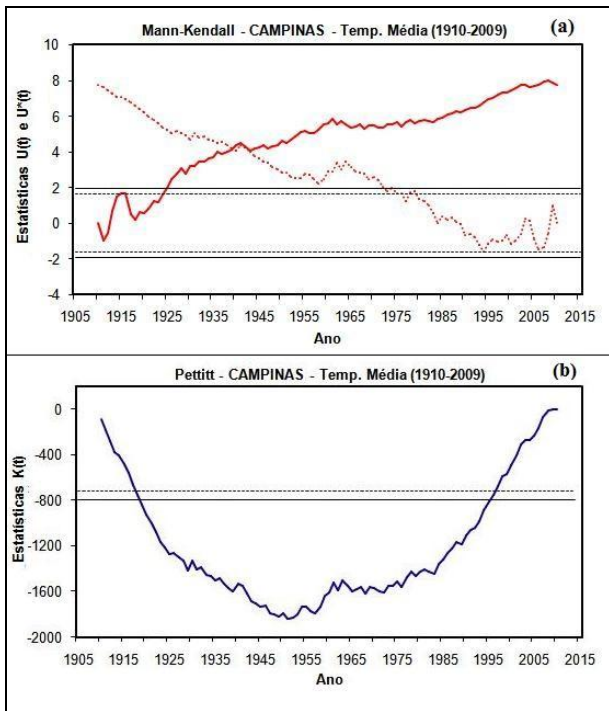 Mann-Kendall - CAMPINAS - Temp. Média (1910-2009)
(a)
Estatísticas U(t) e U*(t)
10
8
6
4
2
0
-2
-4
1905 1915 1925 1935 1945 1955 1965 1975 1985 1995 2005 2015
Ano
Pettitt - CAMPINAS - Temp. Média (1910-2009)
(b)
Estatísticas K(t)
0
-400
-800
-1200
-1600
-2000
1905 1915 1925 1935 1945 1955 1965 1975 1985 1995 2005 2015
Ano